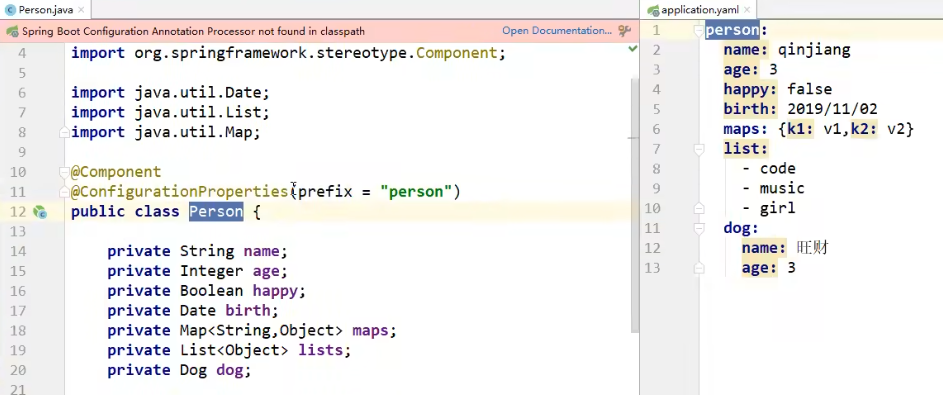 Person.java ×
Spring Boot Configuration Annotation Processor not found in classpath Open Documentation...
4 import org.springframework.stereotype.Component;
5
6 import java.util.Date;
7 import java.util.List;
8 import java.util.Map;
9
10 @Component
11 @ConfigurationProperties(prefix = "person")
12 public class Person {
13
14 private String name;
15 private Integer age;
16 private Boolean happy;
17 private Date birth;
18 private Map<String,Object> maps;
19 private List<Object> lists;
20 private Dog dog;
21
application.yaml ×
1 person:
2 name: qinjiang
3 age: 3
4 happy: false
5 birth: 2019/11/02
6 maps: {k1: v1,k2: v2}
7 list:
8 - code
9 - music
10 - girl
11 dog:
12 name: 旺财
13 age: 3